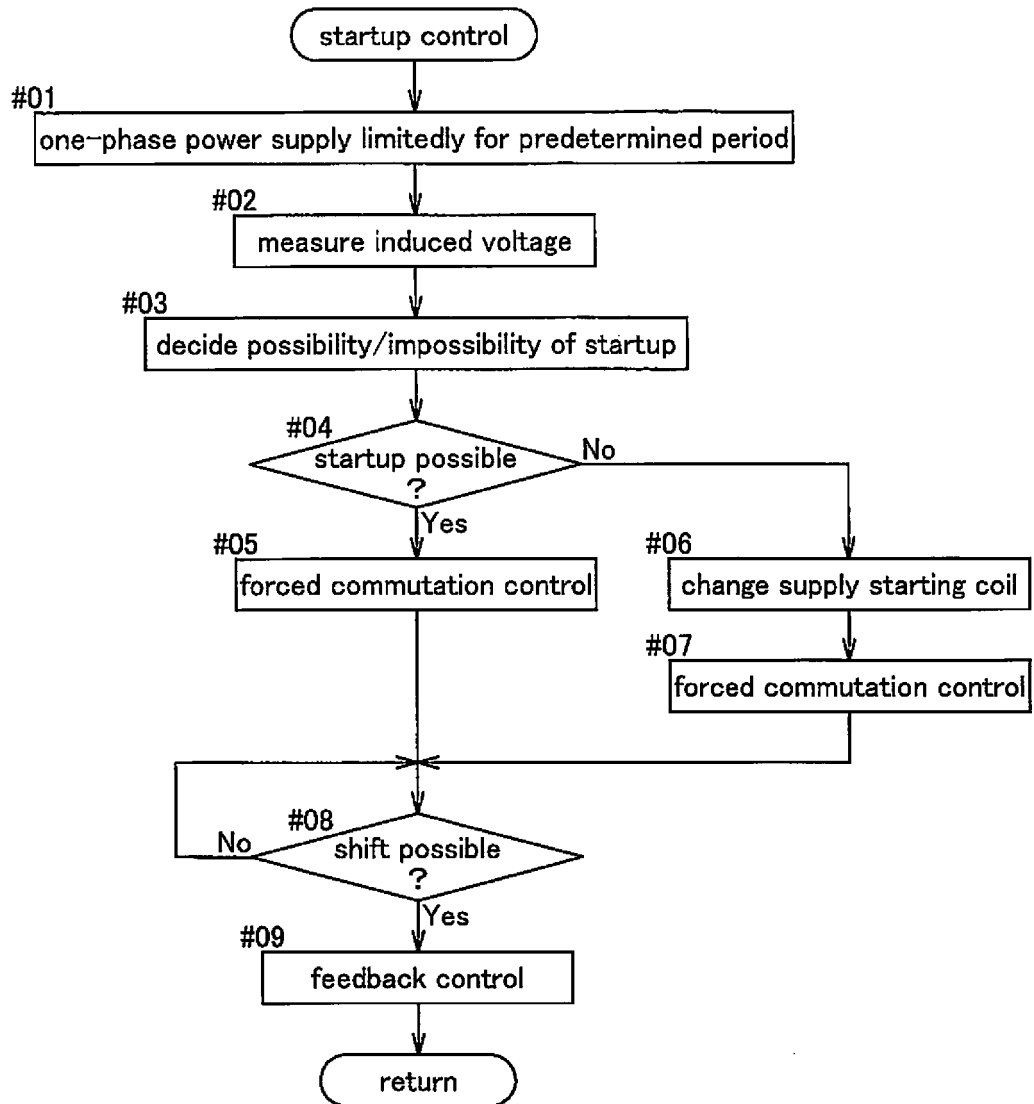 startup control
#01
one-phase power supply limitedly for predetermined period
#02
measure induced voltage
#03
decide possibility/impossibility of startup
#04
startup possible
?
No
Yes
#05
forced commutation control
#06
change supply starting coil
#07
forced commutation control
#08
shift possible
?
No
Yes
#09
feedback control
return